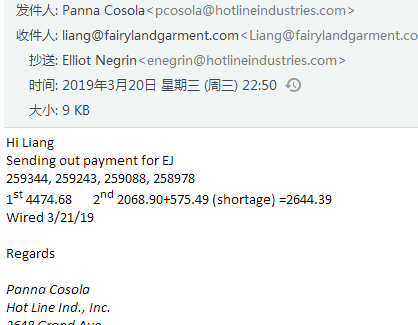 发件人: Panna Cosola<pcosola@hotlineindustries.com>
收件人: liang@fairylandgarment.com<Liang@fairylandgarment.co
抄送: Elliot Negrin<enegrin@hotlineindustries.com>
时间: 2019年3月20日 星期三 (周三) 22:50
大小: 9 KB
Hi Liang
Sending out payment for EJ
259344, 259243, 259088, 258978
1st 4474.68 2nd 2068.90+575.49 (shortage) =2644.39
Wired 3/21/19
Regards
Panna Cosola
Hot Line Ind., Inc.
2648 Grand Ave